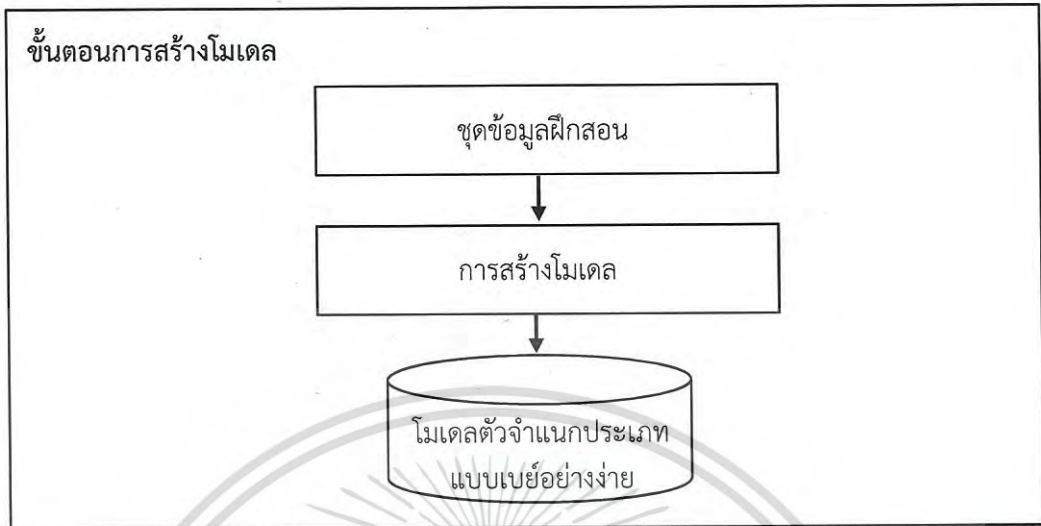 ขั้นตอนการสร้างโมเดล
ชุดข้อมูลฝึกสอน
การสร้างโมเดล
โมเดลตัวจำแนกประเภท
แบบเบย์อย่างง่าย